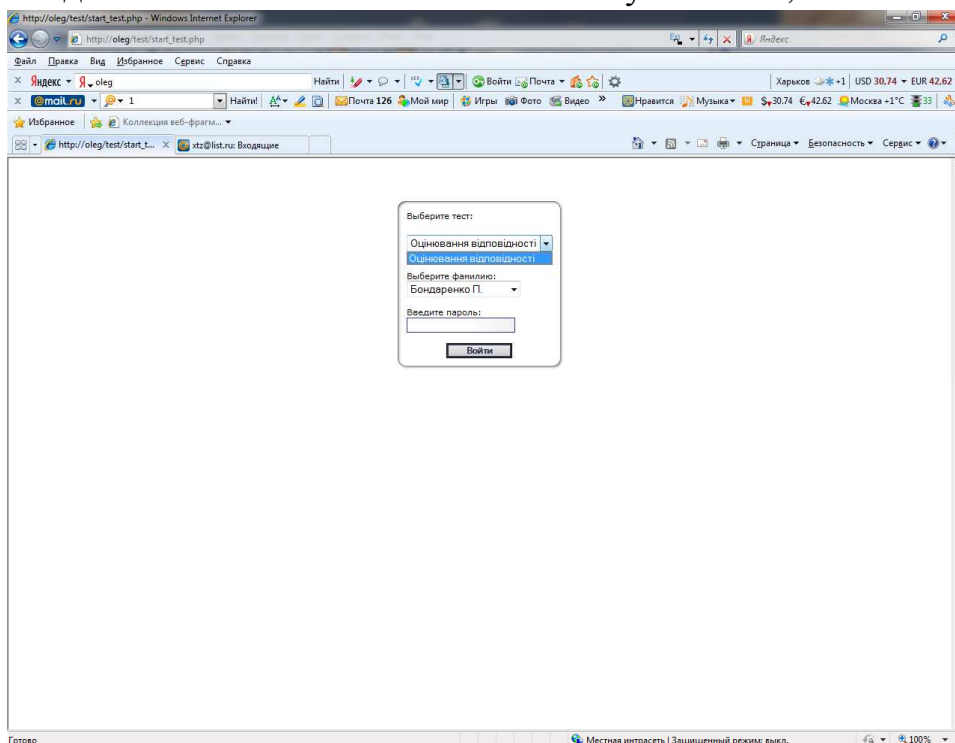 http://oleg/test/start_test.php - Windows Internet Explorer
http://oleg/test/start_test.php
Яндекс
Файл Правка Вид Избранное Сервис Справка
Яндекс oleg Найти Войти Почта Харьков +1 USD 30,74 EUR 42,62
@mail.ru 1 Найти! Почта 126 Мой мир Игры Фото Видео » Нравится Музыка $ 30.74 € 42.62 Москва +1°C 33
Избранное Коллекция веб-фрагм...
http://oleg/test/start_t... xtz@list.ru: Входящие Страница Безопасность Сервис
Выберите тест:
Оцінювання відповідності
Оцінювання відповідності
Выберите фамилию:
Бондаренко П.
Введите пароль:
Войти
Готово Местная интрасеть | Защищенный режим: выкл. 100%